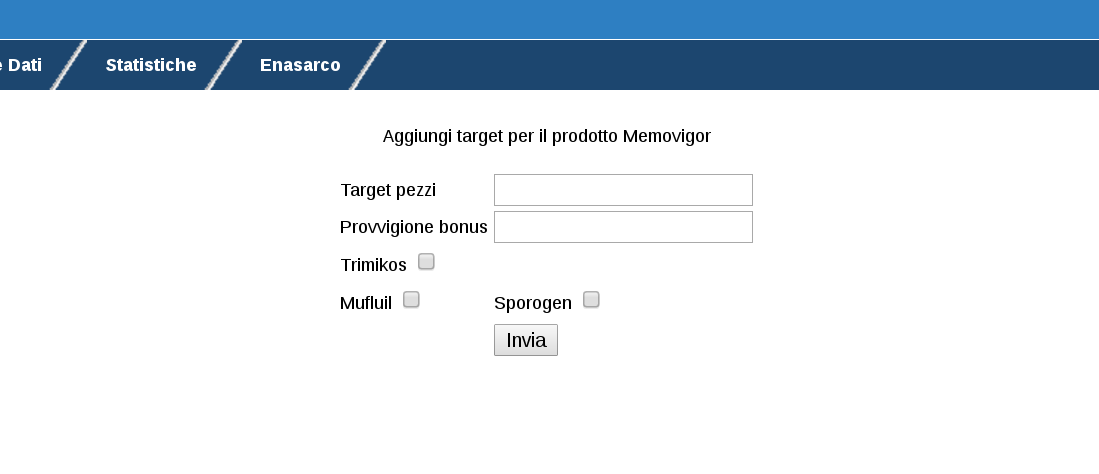 e Dati Statistiche Enasarco
Aggiungi target per il prodotto Memovigor
Target pezzi
Provvigione bonus
Trimikos
Mufluil Sporogen
Invia